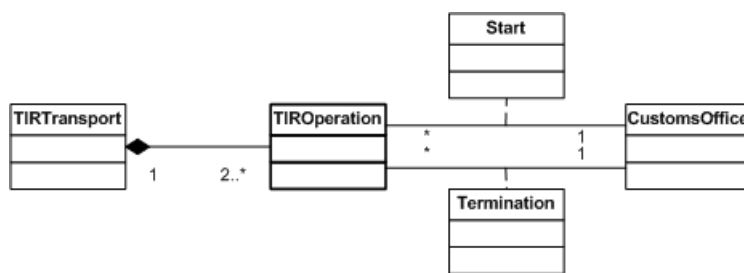 Start
TIRTransport
TIROperation
CustomsOffice
* 1
* 1
1 2..*
Termination